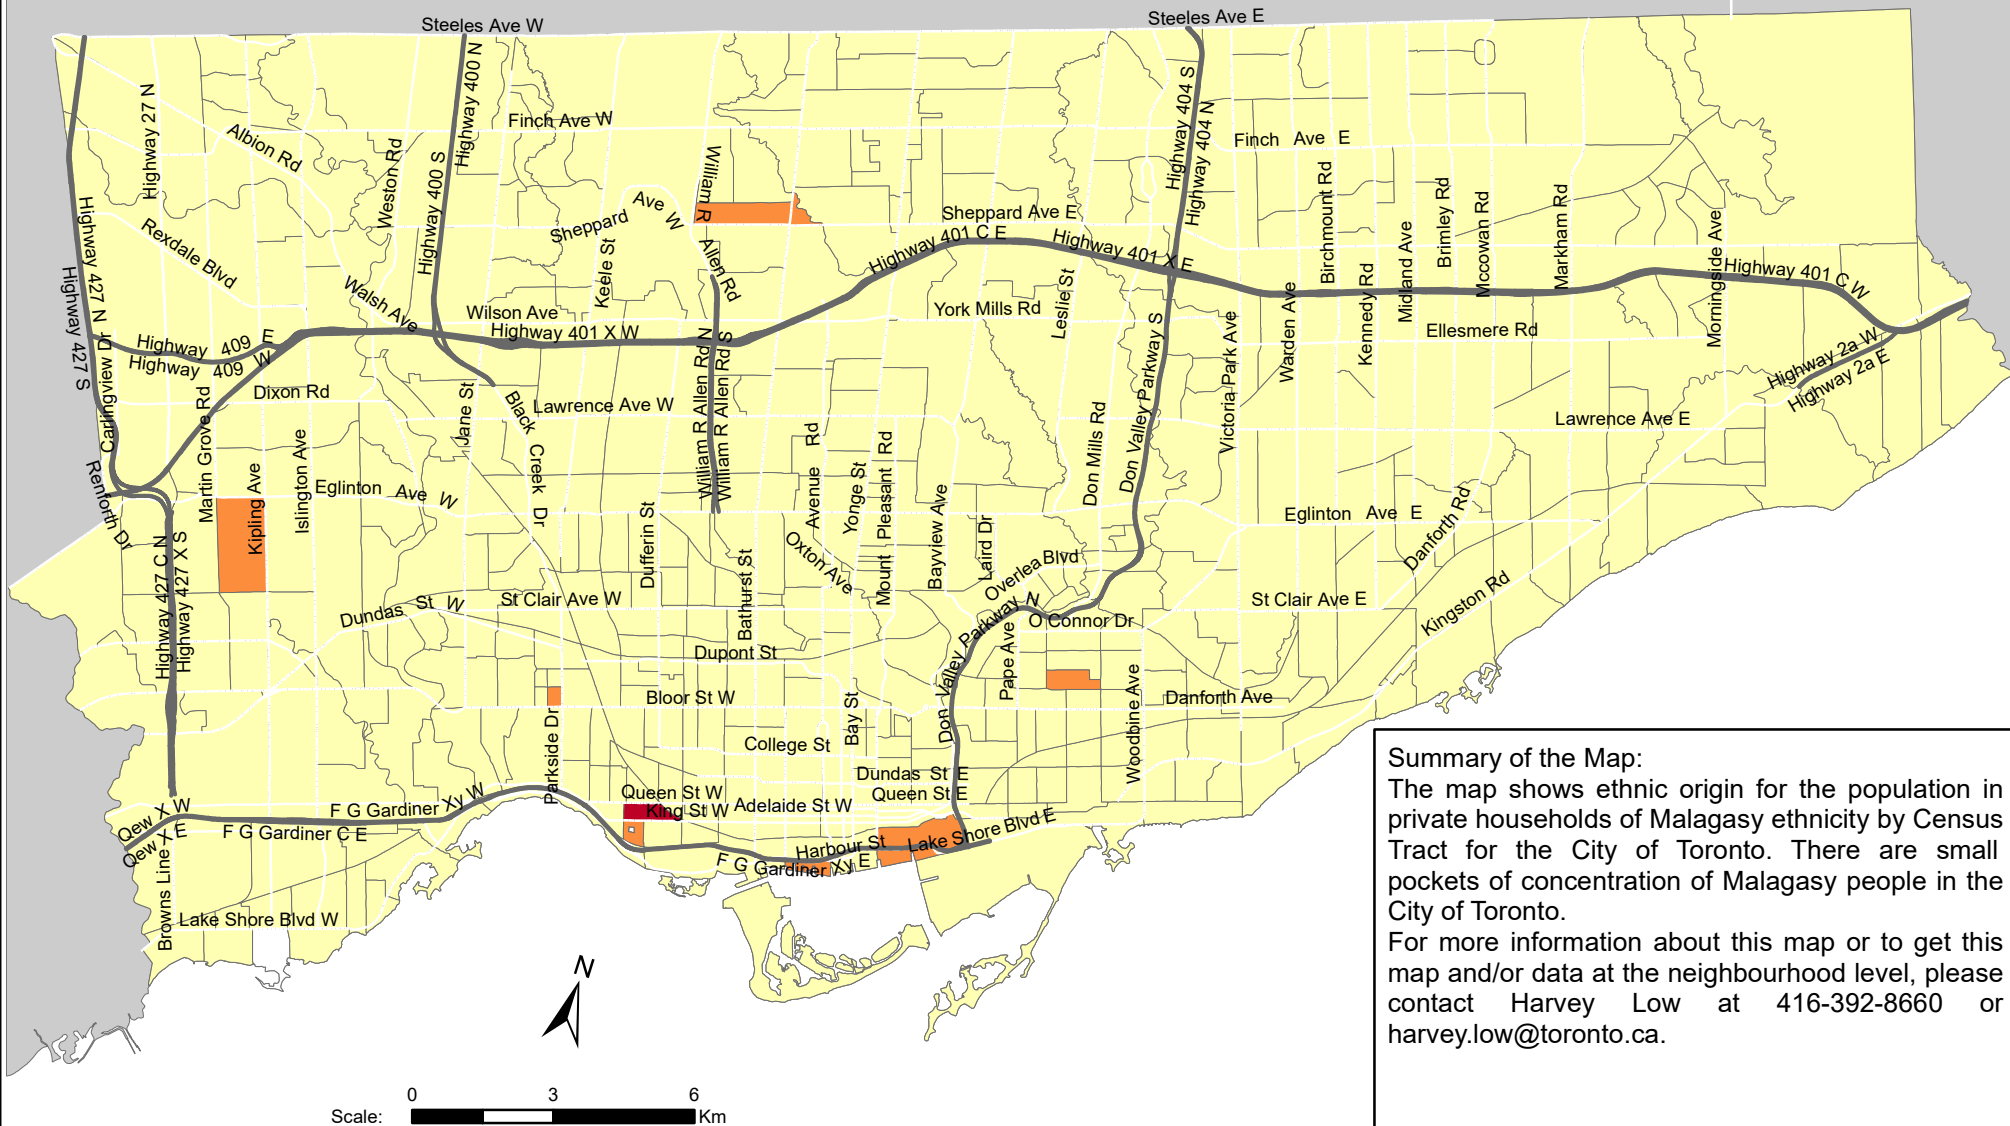 Steeles Ave W
Steeles Ave E
Highway 27 N
Albion Rd
Weston Rd
Highway 400 N
Highway 400 S
Finch Ave W
William R
Allen Rd
Highway 404 S
Highway 404 N
Finch Ave E
Birchmount Rd
Brimley Rd
Mccowan Rd
Markham Rd
Midland Ave
Kennedy Rd
Warden Ave
Morningside Ave
Highway 427 N
Highway 427 S
Rexdale Blvd
Sheppard Ave W
Keele St
Sheppard Ave E
Highway 401 C E
Highway 401 X E
Highway 401 C W
Walsh Ave
Wilson Ave
Highway 401 X W
York Mills Rd
Leslie St
Ellesmere Rd
Highway 409 E
Highway 409 W
Carlingview Dr
Martin Grove Rd
Dixon Rd
Jane St
Black Creek Dr
Lawrence Ave W
William R Allen Rd N
William R Allen Rd S
Don Valley Parkway S
Victoria Park Ave
Highway 2a W
Highway 2a E
Lawrence Ave E
Renforth Dr
Kipling Ave
Islington Ave
Eglinton Ave W
Dufferin St
Avenue Rd
Yonge St
Mount Pleasant Rd
Bayview Ave
Laird Dr
Don Mills Rd
Eglinton Ave E
Danforth Rd
Highway 427 C N
Highway 427 X S
Dundas St W
St Clair Ave W
Bathurst St
Oxton Ave
Overlea Blvd
O Connor Dr
St Clair Ave E
Kingston Rd
Dupont St
Don Valley Parkway N
Pape Ave
Woodbine Ave
Danforth Ave
Bloor St W
Bay St
College St
Parkside Dr
Dundas St E
Queen St E
Queen St W
King St W
Adelaide St W
Qew X W
Qew X E
F G Gardiner Xy W
F G Gardiner C E
Harbour St
Lake Shore Blvd E
F G Gardiner Xy E
Browns Line
Lake Shore Blvd W
N
0 3 6
Scale: Km
Summary of the Map:
The map shows ethnic origin for the population in
private households of Malagasy ethnicity by Census
Tract for the City of Toronto. There are small
pockets of concentration of Malagasy people in the
City of Toronto.
For more information about this map or to get this
map and/or data at the neighbourhood level, please
contact Harvey Low at 416-392-8660 or
harvey.low@toronto.ca.